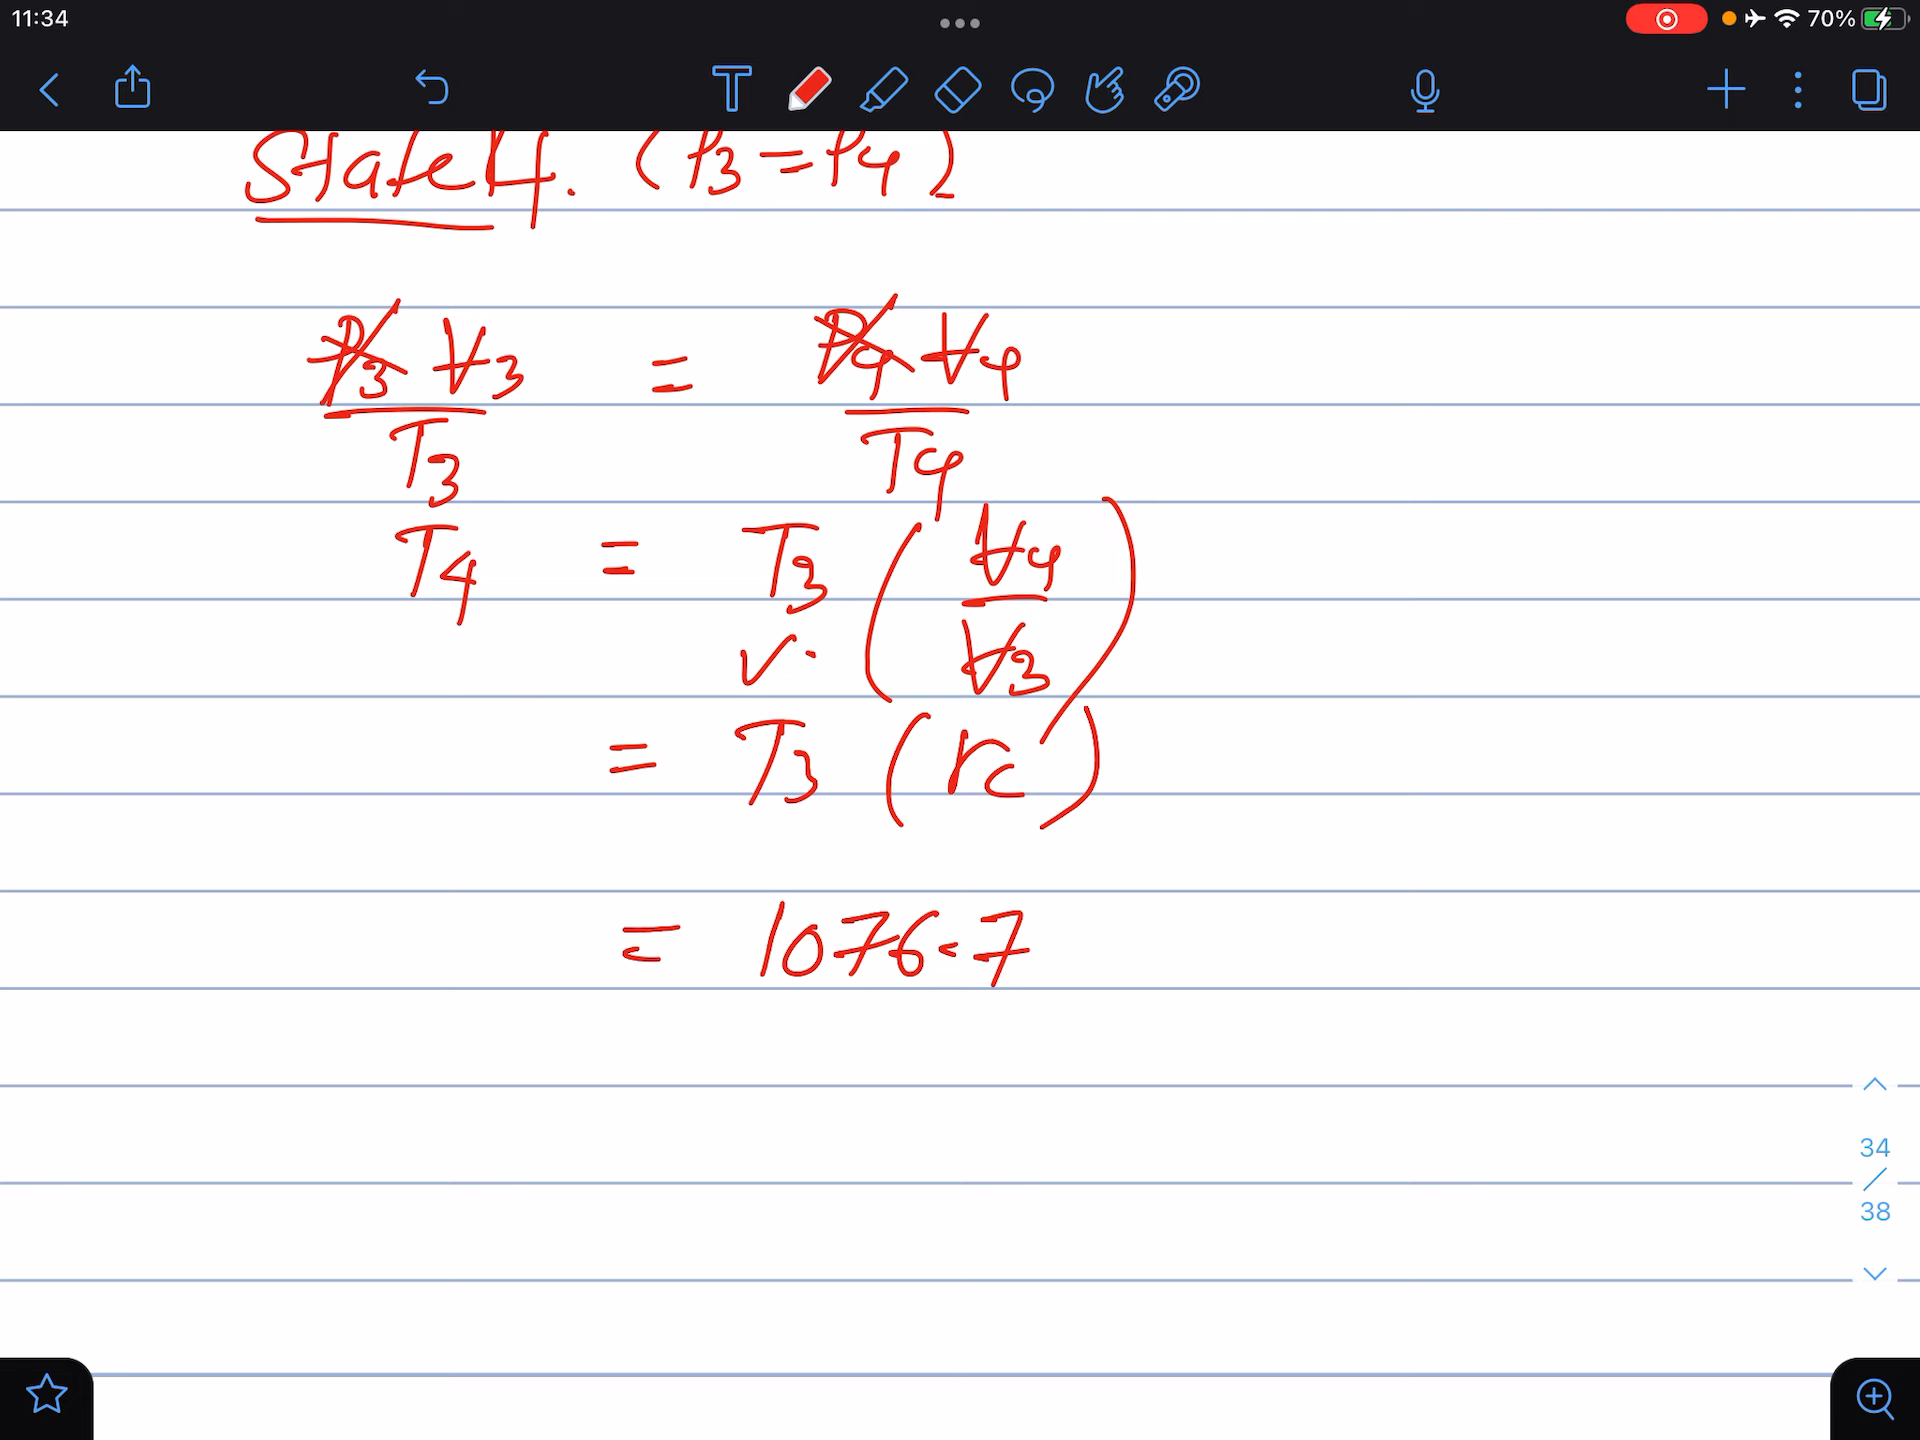 11:34
70%
T
State 4. (P3 = P4)
P3 V3 = P4 V4
T3 T4
T4 = T3 ( V4
V3 )
= T3 (rc)
= 1076.7
34
/
38